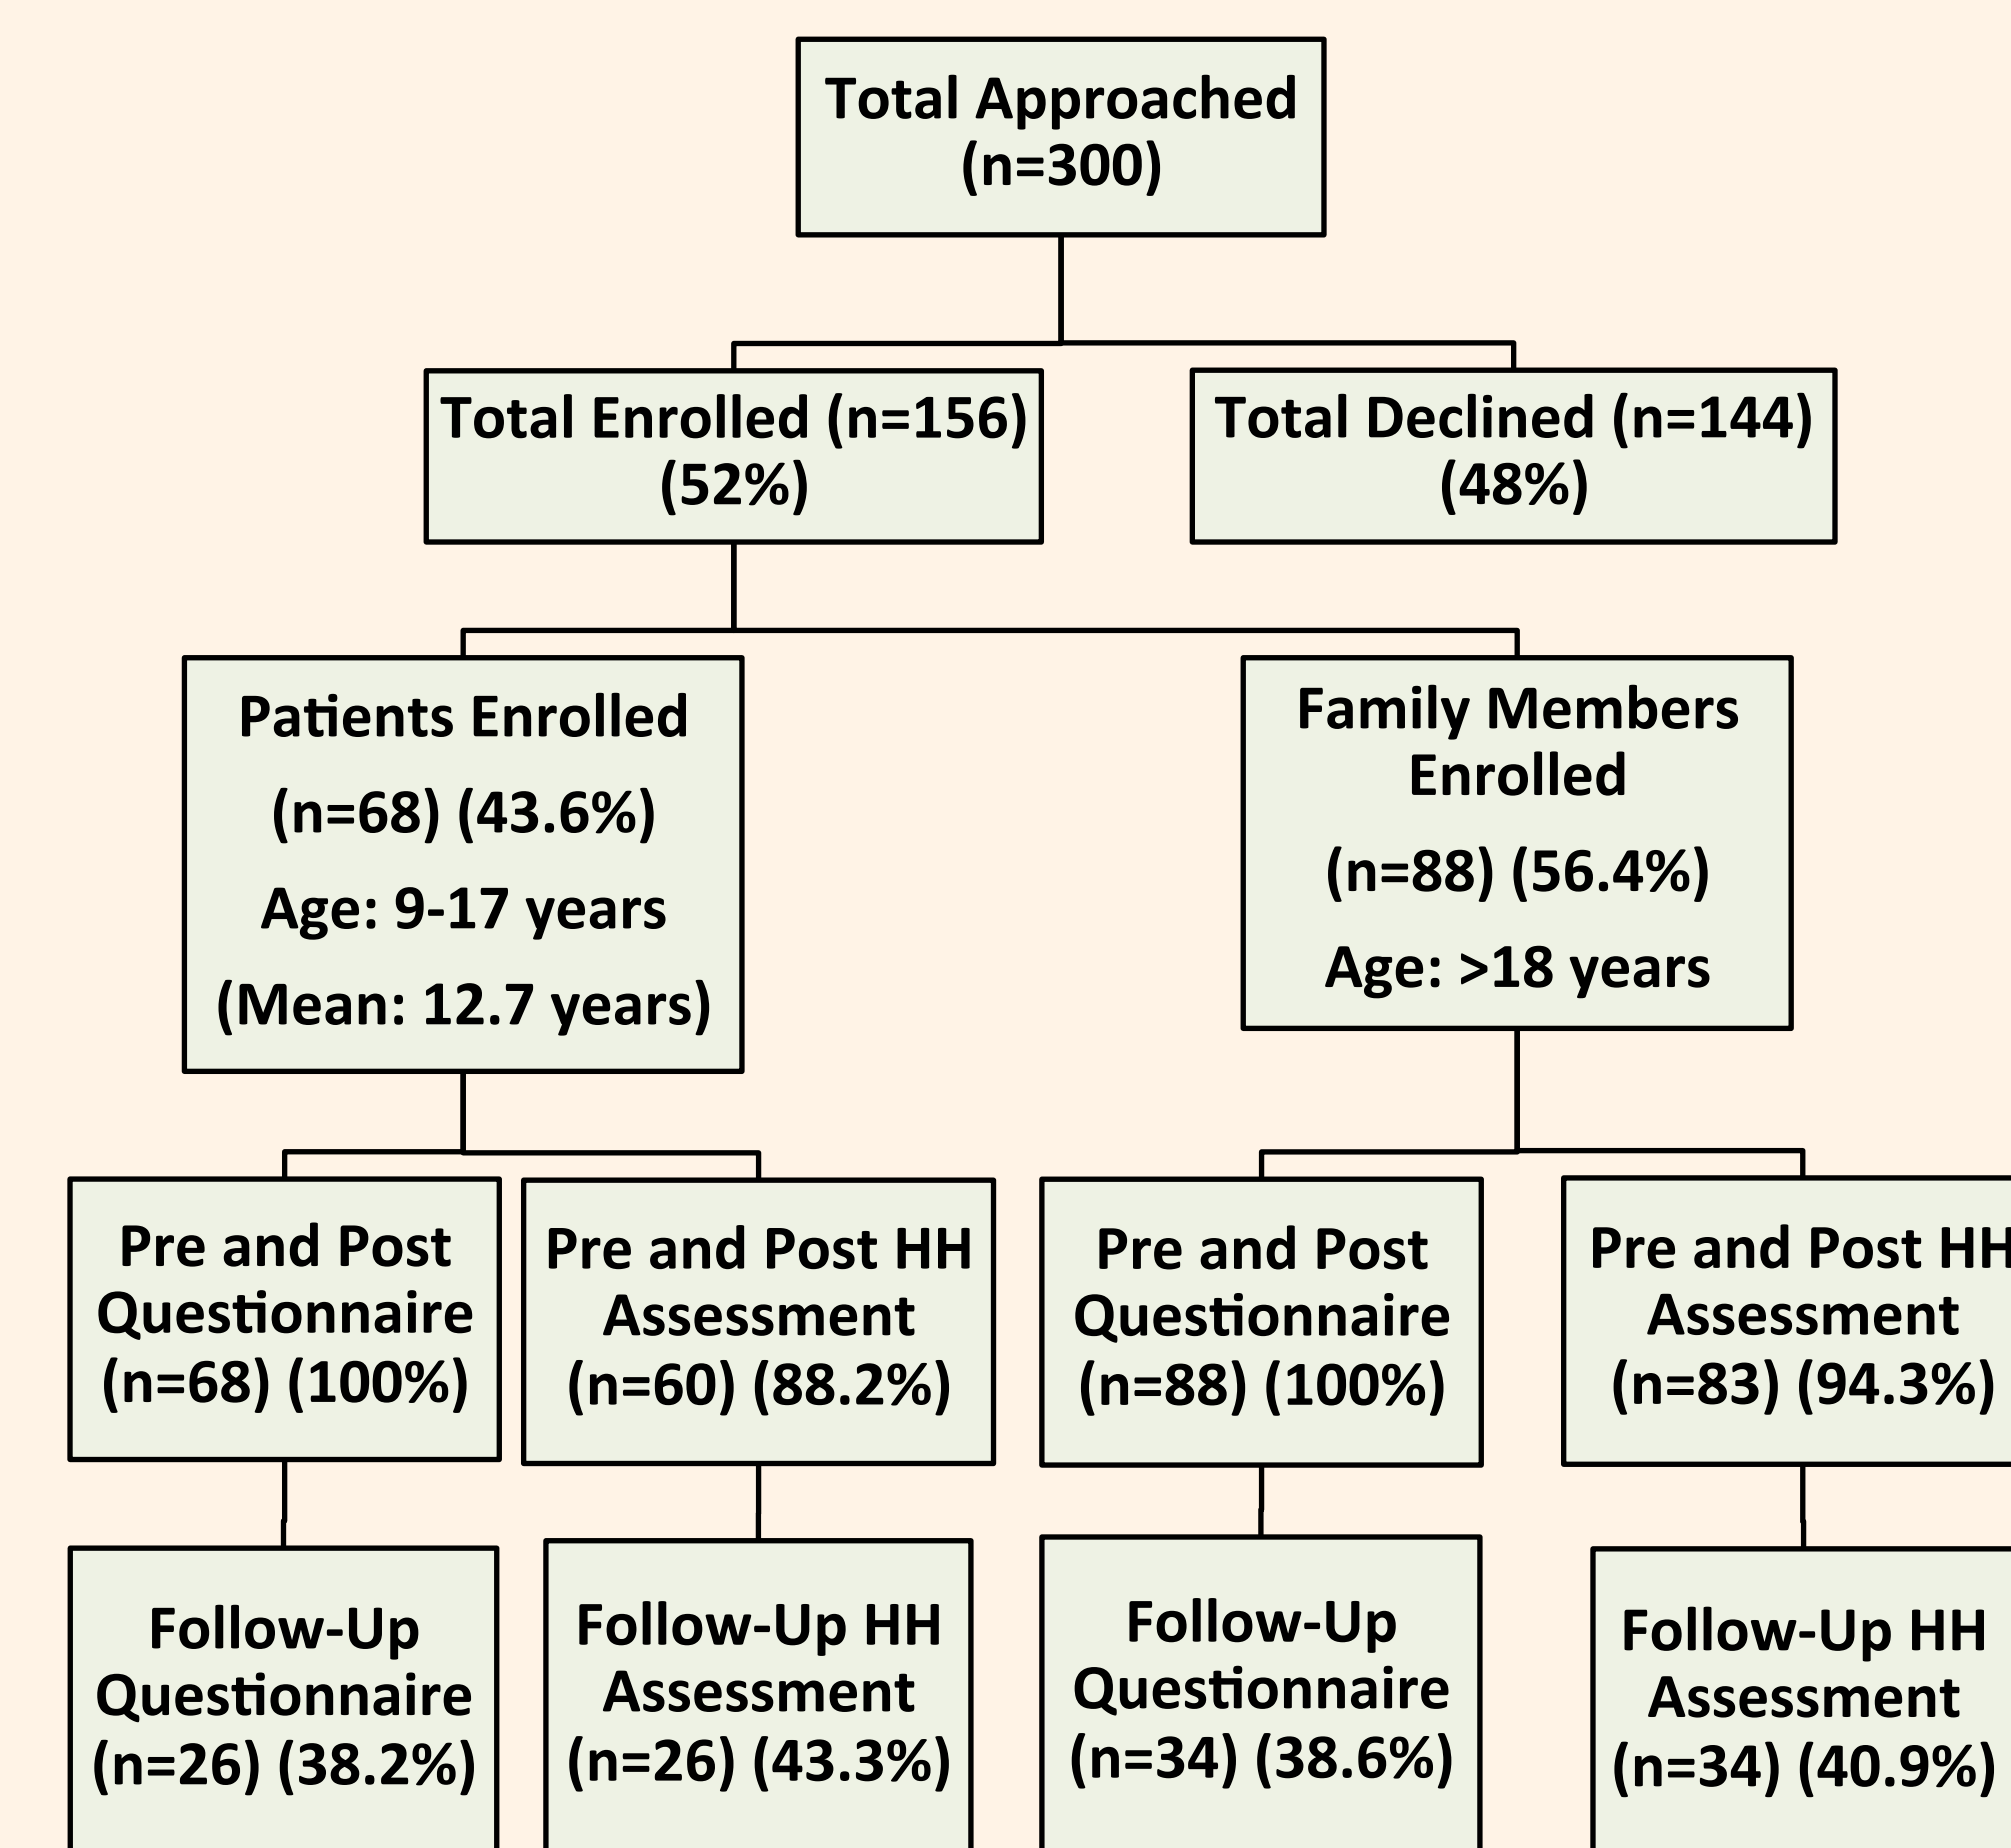 Total Approached
(n=300)
Total Enrolled (n=156)
(52%)
Total Declined (n=144)
(48%)
Patients Enrolled
(n=68) (43.6%)
Age: 9-17 years
(Mean: 12.7 years)
Family Members
Enrolled
(n=88) (56.4%)
Age: >18 years
Pre and Post
Questionnaire
(n=68) (100%)
Pre and Post HH
Assessment
(n=60) (88.2%)
Pre and Post
Questionnaire
(n=88) (100%)
Pre and Post HH
Assessment
(n=83) (94.3%)
Follow-Up
Questionnaire
(n=26) (38.2%)
Follow-Up HH
Assessment
(n=26) (43.3%)
Follow-Up
Questionnaire
(n=34) (38.6%)
Follow-Up HH
Assessment
(n=34) (40.9%)